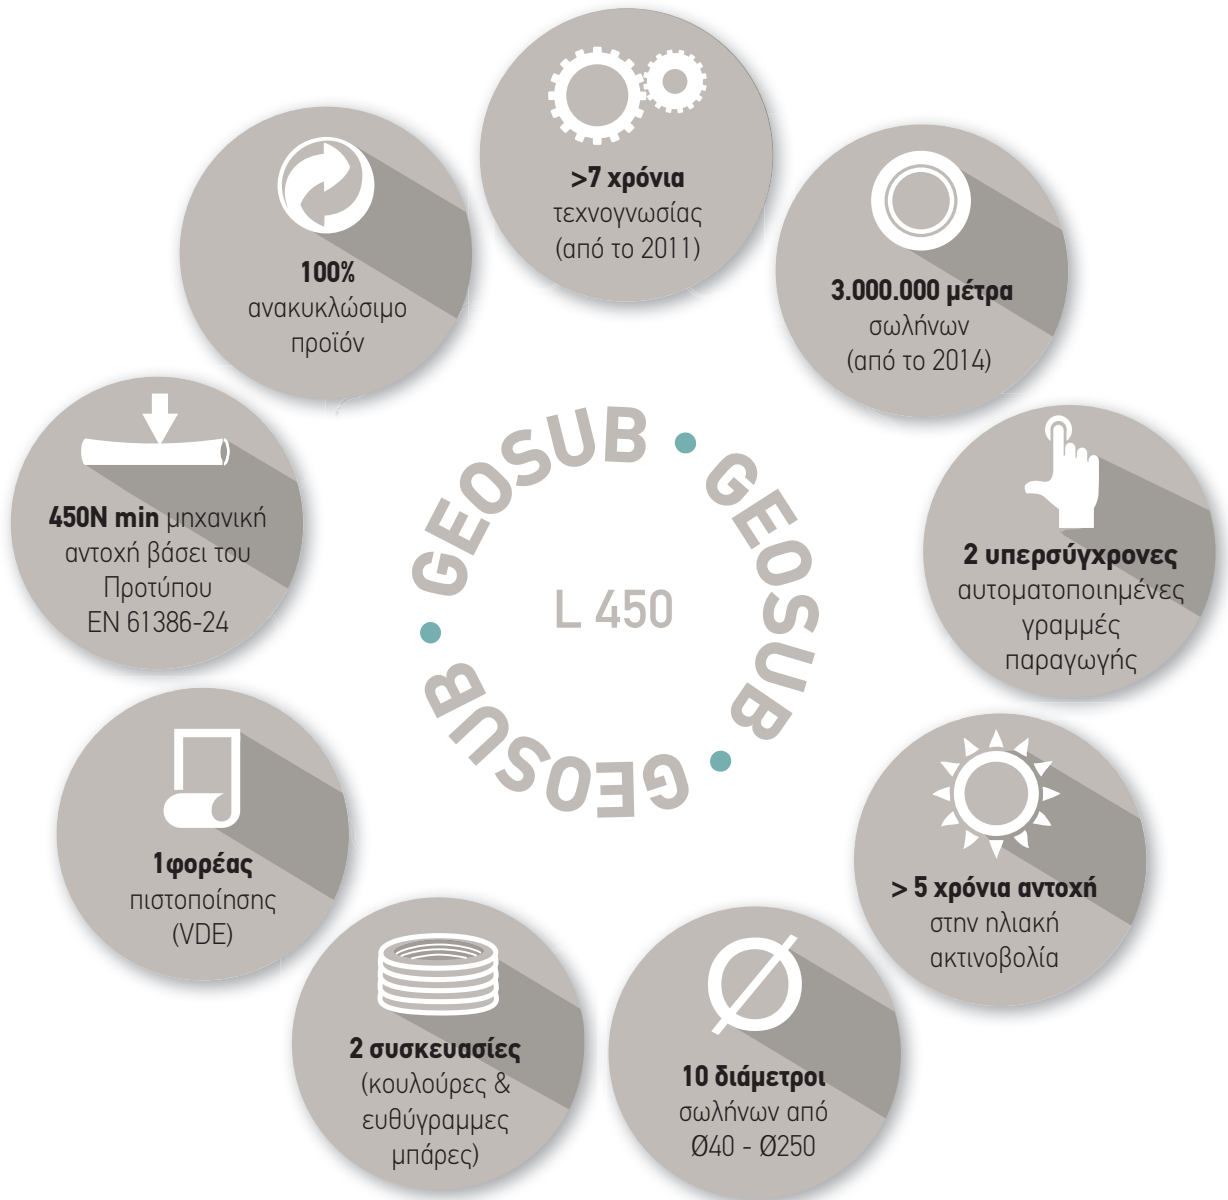 >7 χρόνια
τεχνογνωσίας
(από το 2011)
3.000.000 μέτρα
σωλήνων
(από το 2014)
2 υπερσύγχρονες
αυτοματοποιημένες
γραμμές
παραγωγής
> 5 χρόνια αντοχή
στην ηλιακή
ακτινοβολία
10 διάμετροι
σωλήνων από
Ø40 - Ø250
2 συσκευασίες
(κουλούρες &
ευθύγραμμες
μπάρες)
1φορέας
πιστοποίησης
(VDE)
450N min μηχανική
αντοχή βάσει του
Προτύπου
EN 61386-24
100%
ανακυκλώσιμο
προϊόν
GEOSUB • GEOSUB • GEOSUB •
L 450